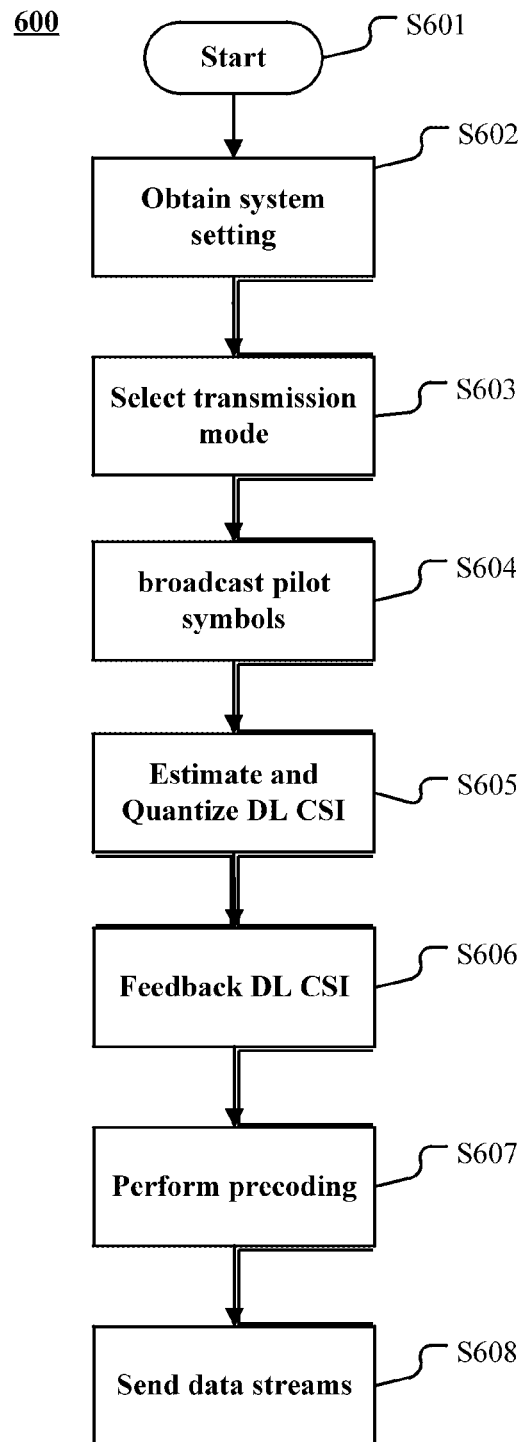 600
S601
Start
S602
Obtain system
setting
S603
Select transmission
mode
S604
broadcast pilot
symbols
S605
Estimate and
Quantize DL CSI
S606
Feedback DL CSI
S607
Perform precoding
S608
Send data streams